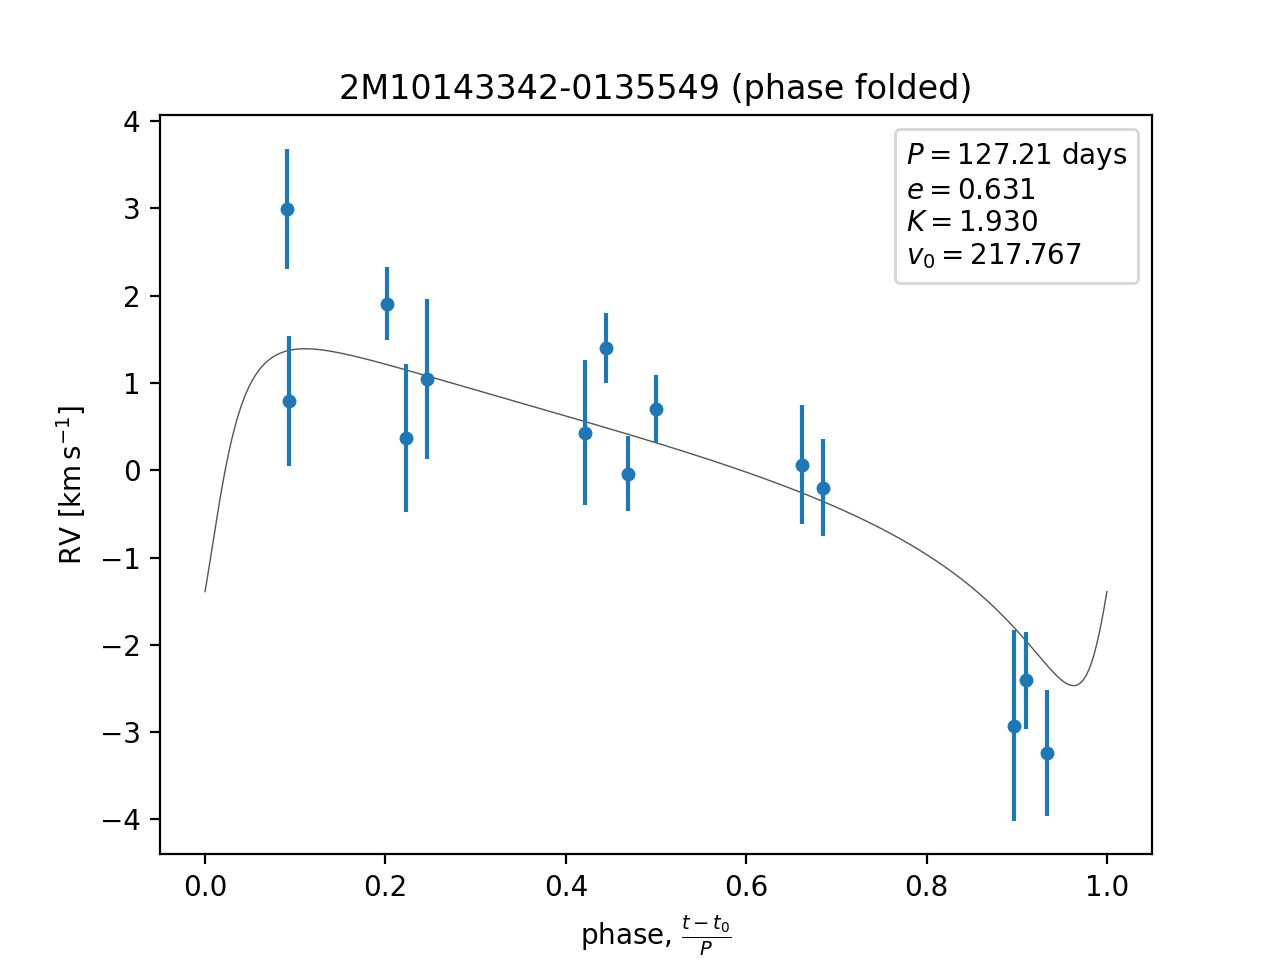 2M10143342-0135549 (phase folded)
P = 127.21 days
e = 0.631
K = 1.930
v₀ = 217.767
RV [km s⁻¹]
4
3
2
1
0
−1
−2
−3
−4
0.0 0.2 0.4 0.6 0.8 1.0
phase, (t − t₀)/P